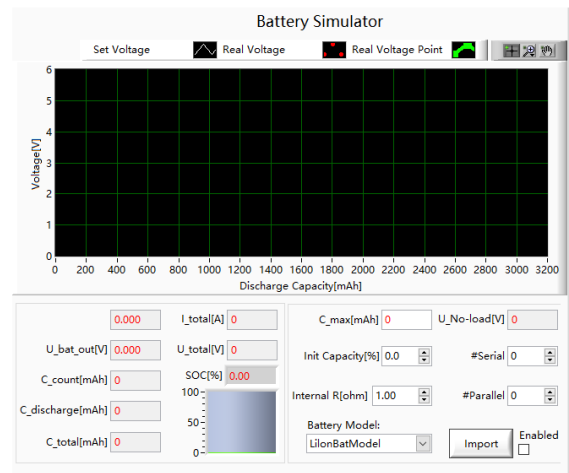 Battery Simulator
Set Voltage Real Voltage Real Voltage Point
6
5
4
3
2
1
0
Voltage[V]
0 200 400 600 800 1000 1200 1400 1600 1800 2000 2200 2400 2600 2800 3000 3200
Discharge Capacity[mAh]
0.000 I_total[A] 0
U_bat_out[V] 0.000 U_total[V] 0
C_count[mAh] 0 SOC[%] 0.00
C_discharge[mAh] 0
C_total[mAh] 0
100
50
0
C_max[mAh] 0 U_No-load[V] 0
Init Capacity[%] 0.0 #Serial 0
Internal R[ohm] 1.00 #Parallel 0
Battery Model:
LiIonBatModel Import Enabled